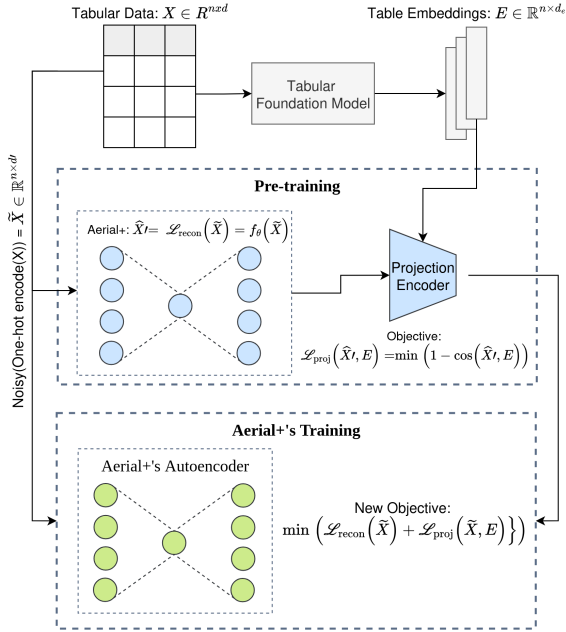 Tabular Data: X ∈ R^{nxd}
Table Embeddings: E ∈ ℝ^{n×d_e}
Tabular
Foundation Model
Noisy(One-hot encode(X)) = X̃ ∈ ℝ^{n×d′}
Pre-training
Aerial+: X̂′= ℒ_recon(X̃) = f_θ(X̃)
Projection
Encoder
Objective:
ℒ_proj(X̂′, E) =min (1 − cos(X̂′, E))
Aerial+'s Training
Aerial+'s Autoencoder
New Objective:
min (ℒ_recon(X̃) + ℒ_proj(X̃, E)})